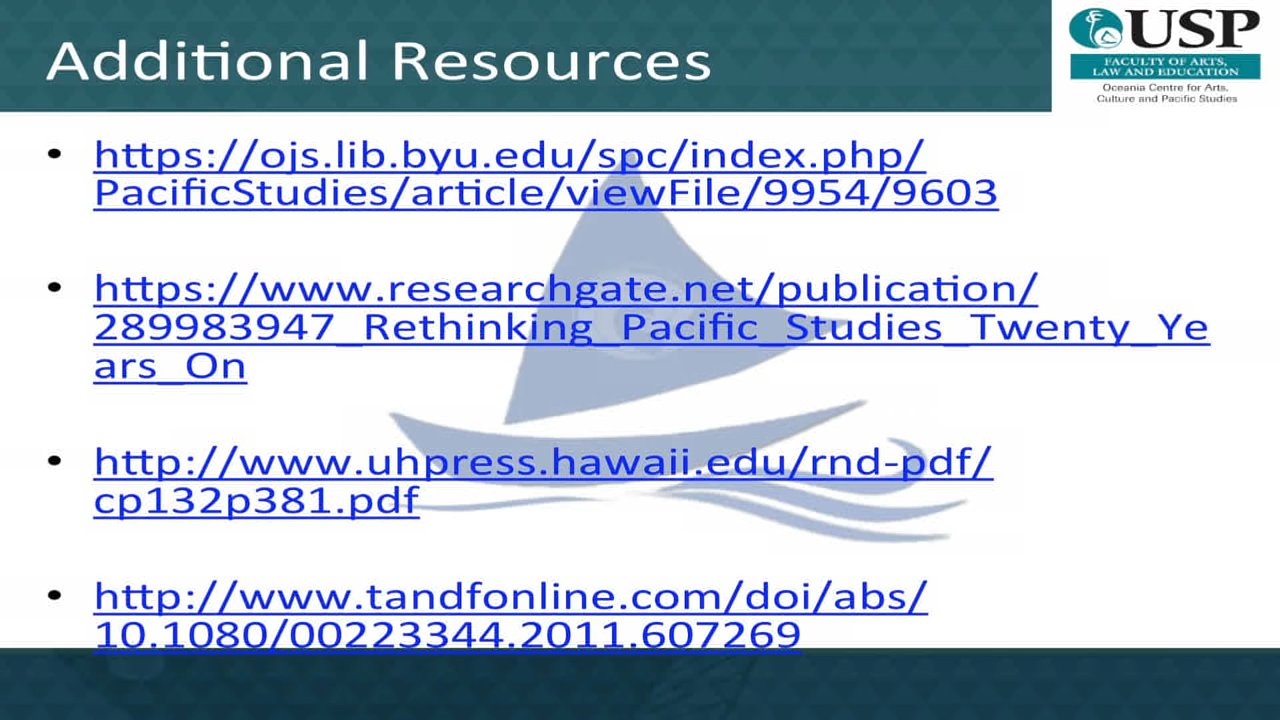 Additional Resources
USP
FACULTY OF ARTS,
LAW AND EDUCATION
Oceania Centre for Arts,
Culture and Pacific Studies
• https://ojs.lib.byu.edu/spc/index.php/
PacificStudies/article/viewFile/9954/9603
• https://www.researchgate.net/publication/
289983947_Rethinking_Pacific_Studies_Twenty_Ye
ars_On
• http://www.uhpress.hawaii.edu/rnd-pdf/
cp132p381.pdf
• http://www.tandfonline.com/doi/abs/
10.1080/00223344.2011.607269